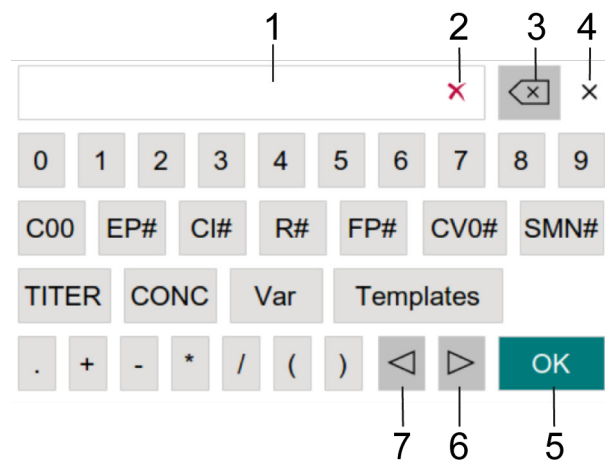 1 2 3 4
0 1 2 3 4 5 6 7 8 9
C00 EP# CI# R# FP# CV0# SMN#
TITER CONC Var Templates
. + - * / ( ) OK
7 6 5